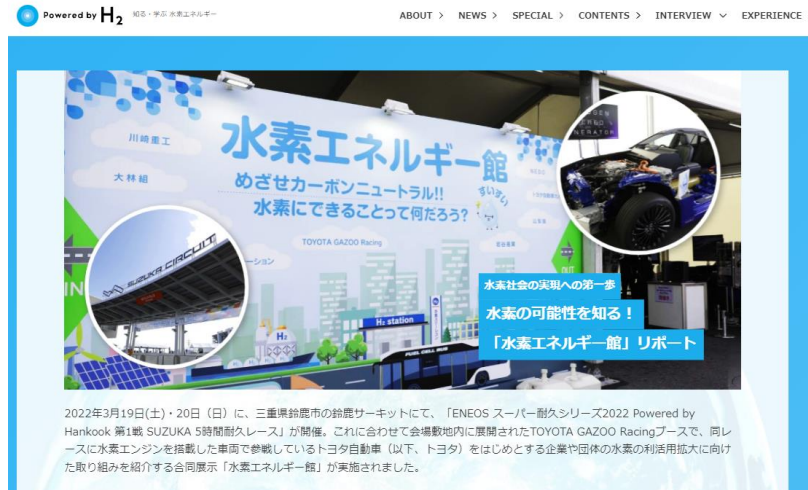 Powered by H2 知る・学ぶ 水素エネルギー
ABOUT > NEWS > SPECIAL > CONTENTS > INTERVIEW EXPERIENCE
川崎重工
大林組
水素エネルギー館
めざせカーボンニュートラル!!
水素にできることって何だろう?
すいすい
TOYOTA GAZOO Racing
ーション
SUZUKA CIRCUIT
IN
OUT
H2
H2 station
FUEL CELL BUS
水素社会の実現への第一歩
水素の可能性を知る!
「水素エネルギー館」リポート
2022年3月19日(土)・20日(日)に、三重県鈴鹿市の鈴鹿サーキットにて、「ENEOS スーパー耐久シリーズ2022 Powered by
Hankook 第1戦 SUZUKA 5時間耐久レース」が開催。これに合わせて会場敷地内に展開されたTOYOTA GAZOO Racingブースで、同レ
ースに水素エンジンを搭載した車両で参戦しているトヨタ自動車(以下、トヨタ)をはじめとする企業や団体の水素の利活用拡大に向け
た取り組みを紹介する合同展示「水素エネルギー館」が実施されました。